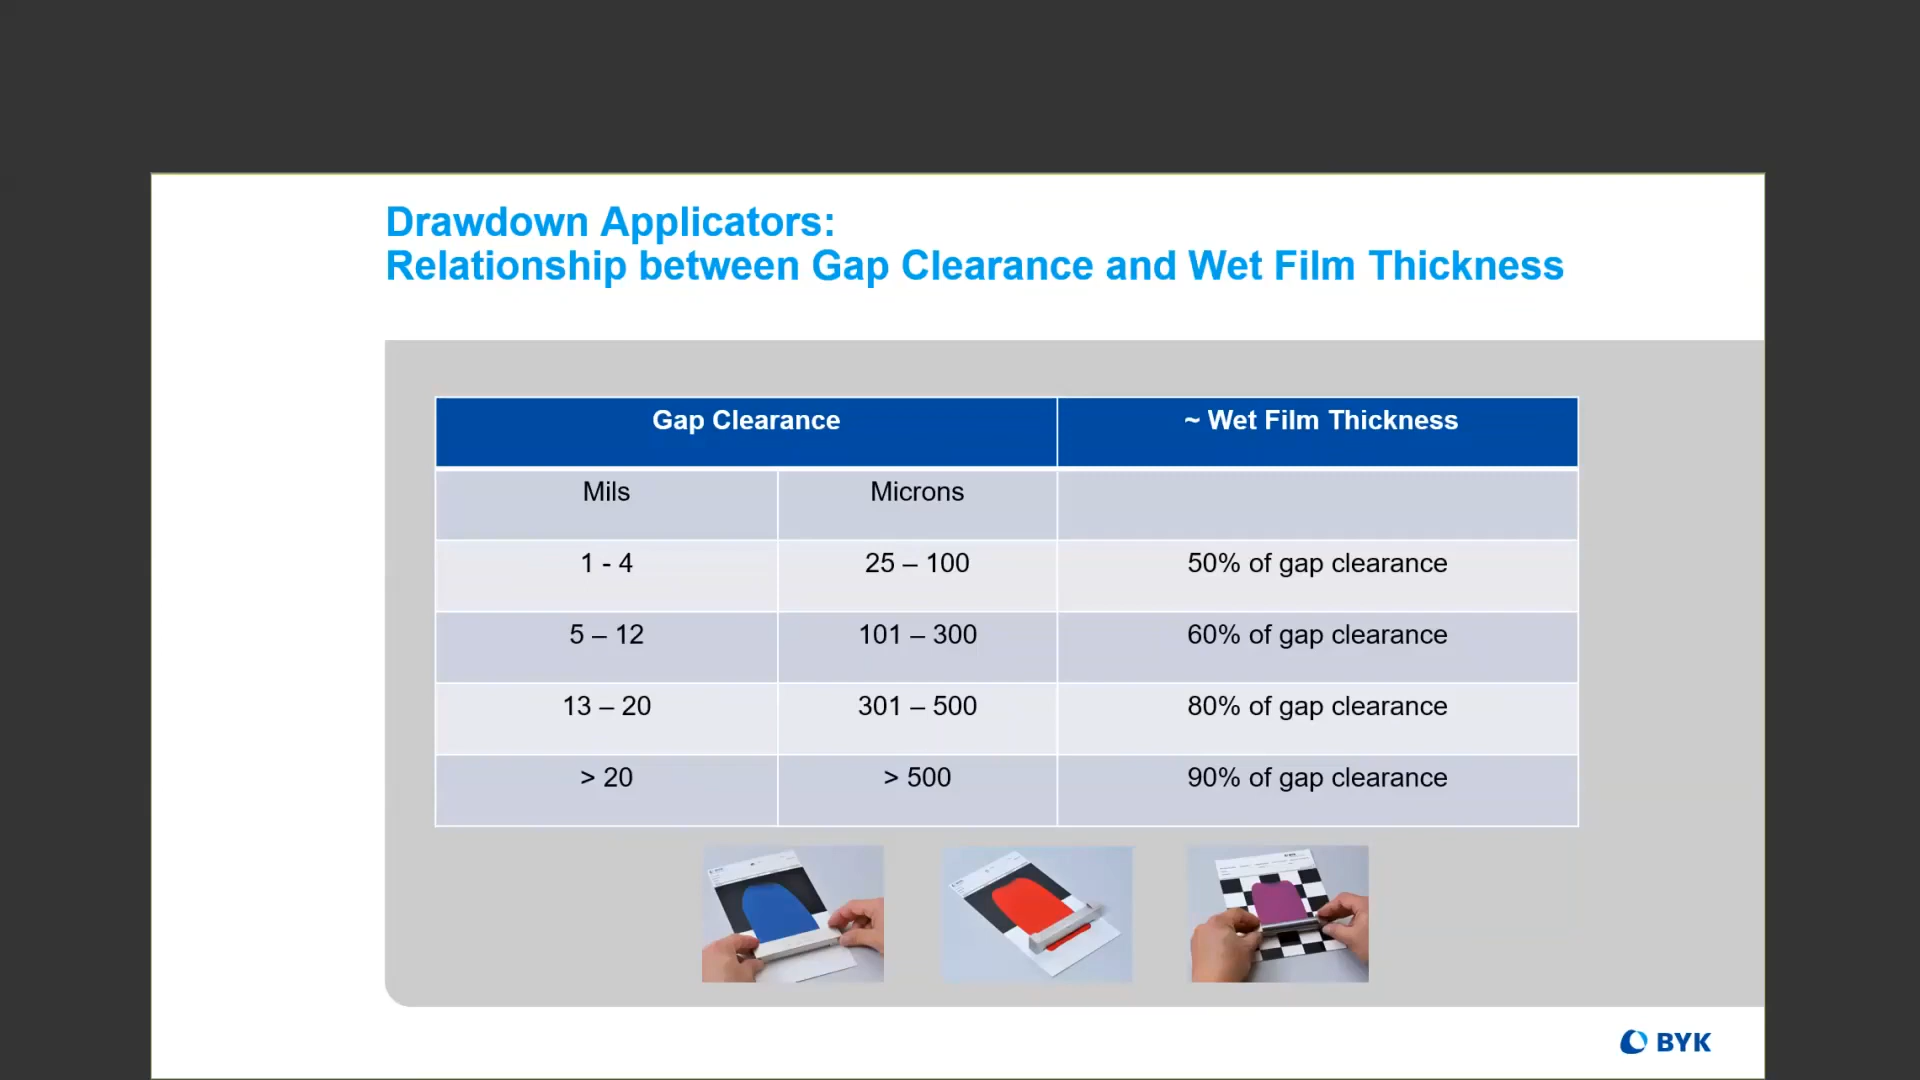 Drawdown Applicators:
Relationship between Gap Clearance and Wet Film Thickness
Gap Clearance ~ Wet Film Thickness
Mils Microns
1 - 4 25 – 100 50% of gap clearance
5 – 12 101 – 300 60% of gap clearance
13 – 20 301 – 500 80% of gap clearance
> 20 > 500 90% of gap clearance
BYK